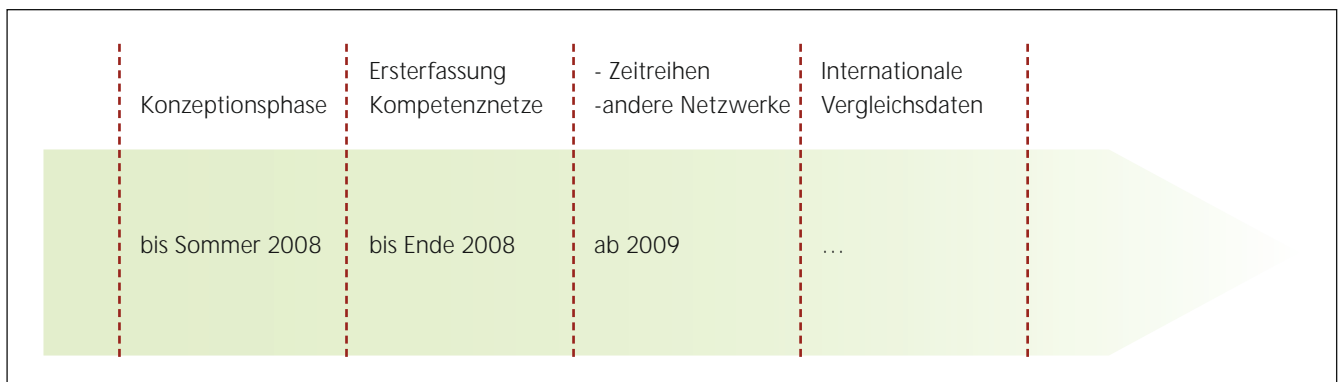 Konzeptionsphase
Ersterfassung
Kompetenznetze
- Zeitreihen
-andere Netzwerke
Internationale
Vergleichsdaten
bis Sommer 2008
bis Ende 2008
ab 2009
…